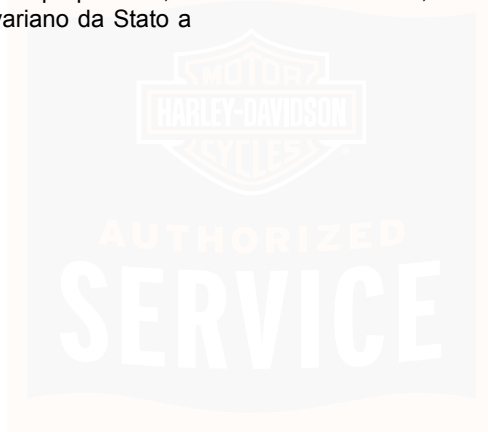 variano da Stato a
MOTOR
HARLEY-DAVIDSON
CYCLES
AUTHORIZED
SERVICE